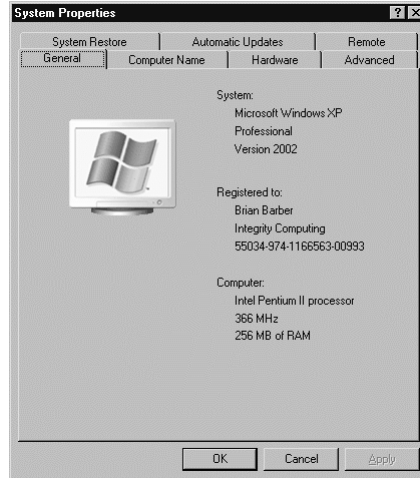 System Properties
System Restore Automatic Updates Remote
General Computer Name Hardware Advanced
System:
Microsoft Windows XP
Professional
Version 2002
Registered to:
Brian Barber
Integrity Computing
55034-974-1166563-00993
Computer:
Intel Pentium II processor
366 MHz
256 MB of RAM
OK Cancel Apply